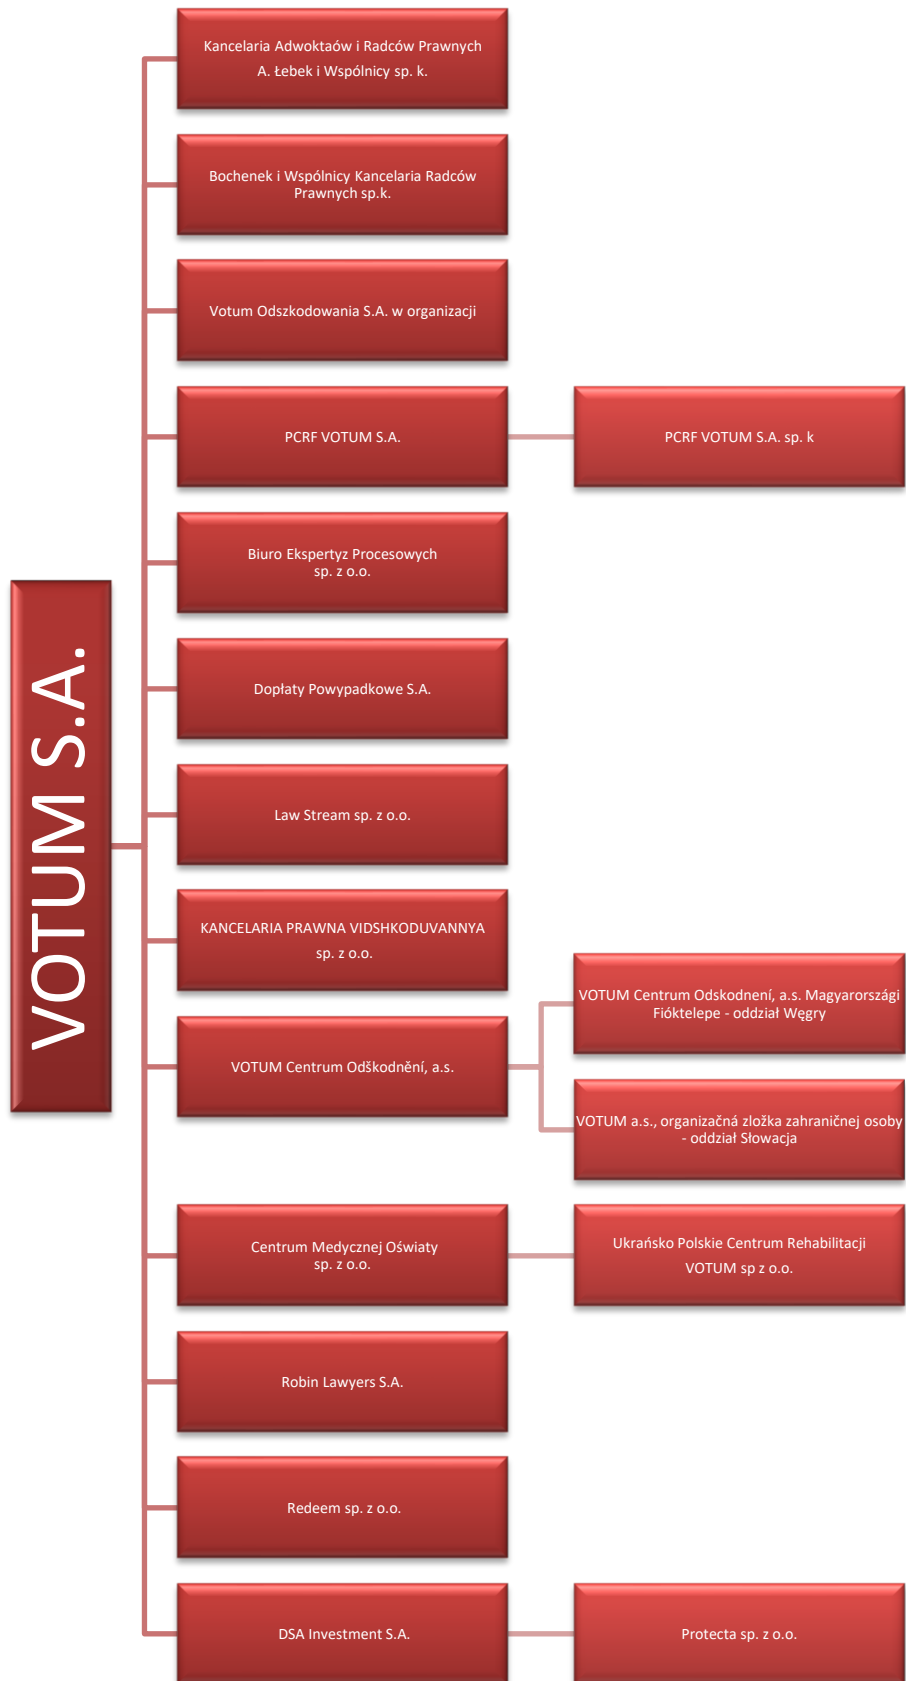 VOTUM S.A.
Kancelaria Adwoktaów i Radców Prawnych
A. Łebek i Wspólnicy sp. k.
Bochenek i Wspólnicy Kancelaria Radców
Prawnych sp.k.
Votum Odszkodowania S.A. w organizacji
PCRF VOTUM S.A.
PCRF VOTUM S.A. sp. k
Biuro Ekspertyz Procesowych
sp. z o.o.
Dopłaty Powypadkowe S.A.
Law Stream sp. z o.o.
KANCELARIA PRAWNA VIDSHKODUVANNYA
sp. z o.o.
VOTUM Centrum Odškodnění, a.s.
VOTUM Centrum Odskodnení, a.s. Magyarországi
Fióktelepe - oddział Węgry
VOTUM a.s., organizačná zložka zahraničnej osoby
- oddział Słowacja
Centrum Medycznej Oświaty
sp. z o.o.
Ukrańsko Polskie Centrum Rehabilitacji
VOTUM sp z o.o.
Robin Lawyers S.A.
Redeem sp. z o.o.
DSA Investment S.A.
Protecta sp. z o.o.